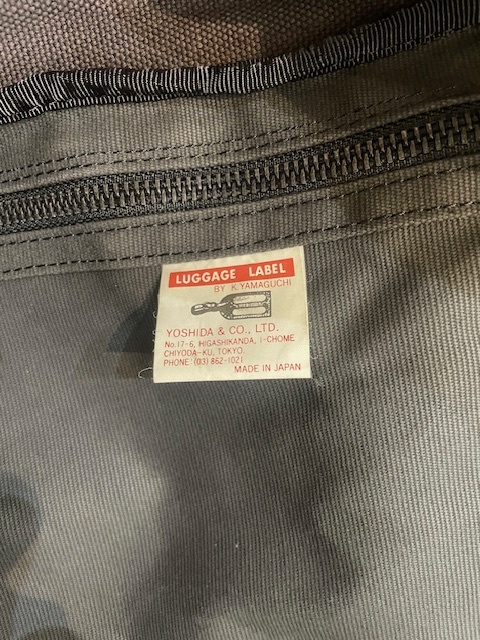 LUGGAGE LABEL
BY K.YAMAGUCHI
YOSHIDA & CO., LTD.
No.17-6, HIGASHIKANDA, 1-CHOME
CHIYODA-KU, TOKYO.
PHONE:(03) 862-1021
MADE IN JAPAN